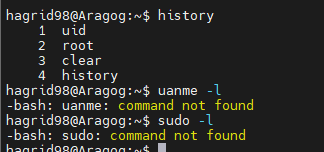 hagrid98@Aragog:~$ history
1 uid
2 root
3 clear
4 history
hagrid98@Aragog:~$ uanme -l
-bash: uanme: command not found
hagrid98@Aragog:~$ sudo -l
-bash: sudo: command not found
hagrid98@Aragog:~$